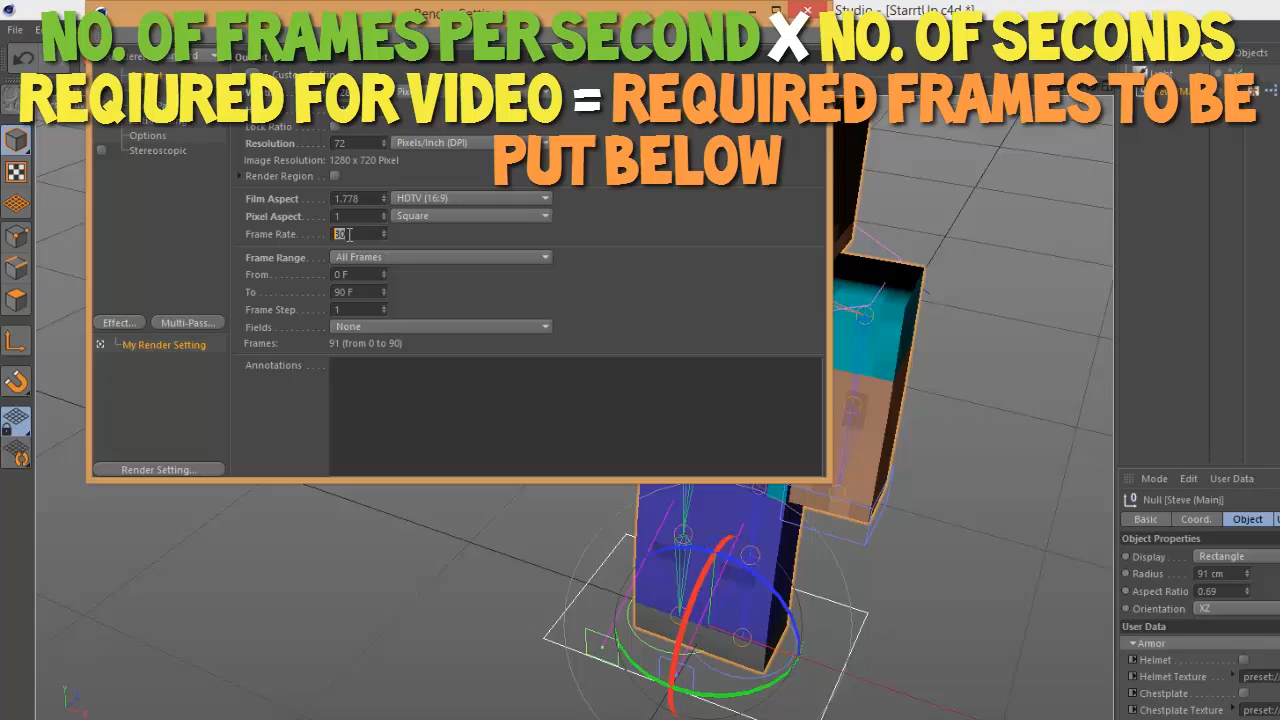 NO. OF FRAMES PER SECOND X NO. OF SECONDS
REQIURED FOR VIDEO = REQUIRED FRAMES TO BE
PUT BELOW
Studio - [StarrtUp.c4d *]
File
Objects
Options
Stereoscopic
Lock Ratio
Resolution 72 Pixels/Inch (DPI)
Image Resolution: 1280 x 720 Pixel
Render Region
Film Aspect 1.778 HDTV (16:9)
Pixel Aspect 1 Square
Frame Rate 30
Frame Range All Frames
From 0 F
To 90 F
Frame Step 1
Fields None
Frames: 91 (from 0 to 90)
Annotations
Effect... Multi-Pass...
My Render Setting
Render Setting...
Mode Edit User Data
Null [Steve (Main)]
Basic Coord. Object
Object Properties
Display Rectangle
Radius 91 cm
Aspect Ratio 0.69
Orientation XZ
User Data
Armor
Helmet
Helmet Texture preset:/
Chestplate
Chestplate Texture preset:/
Y
X